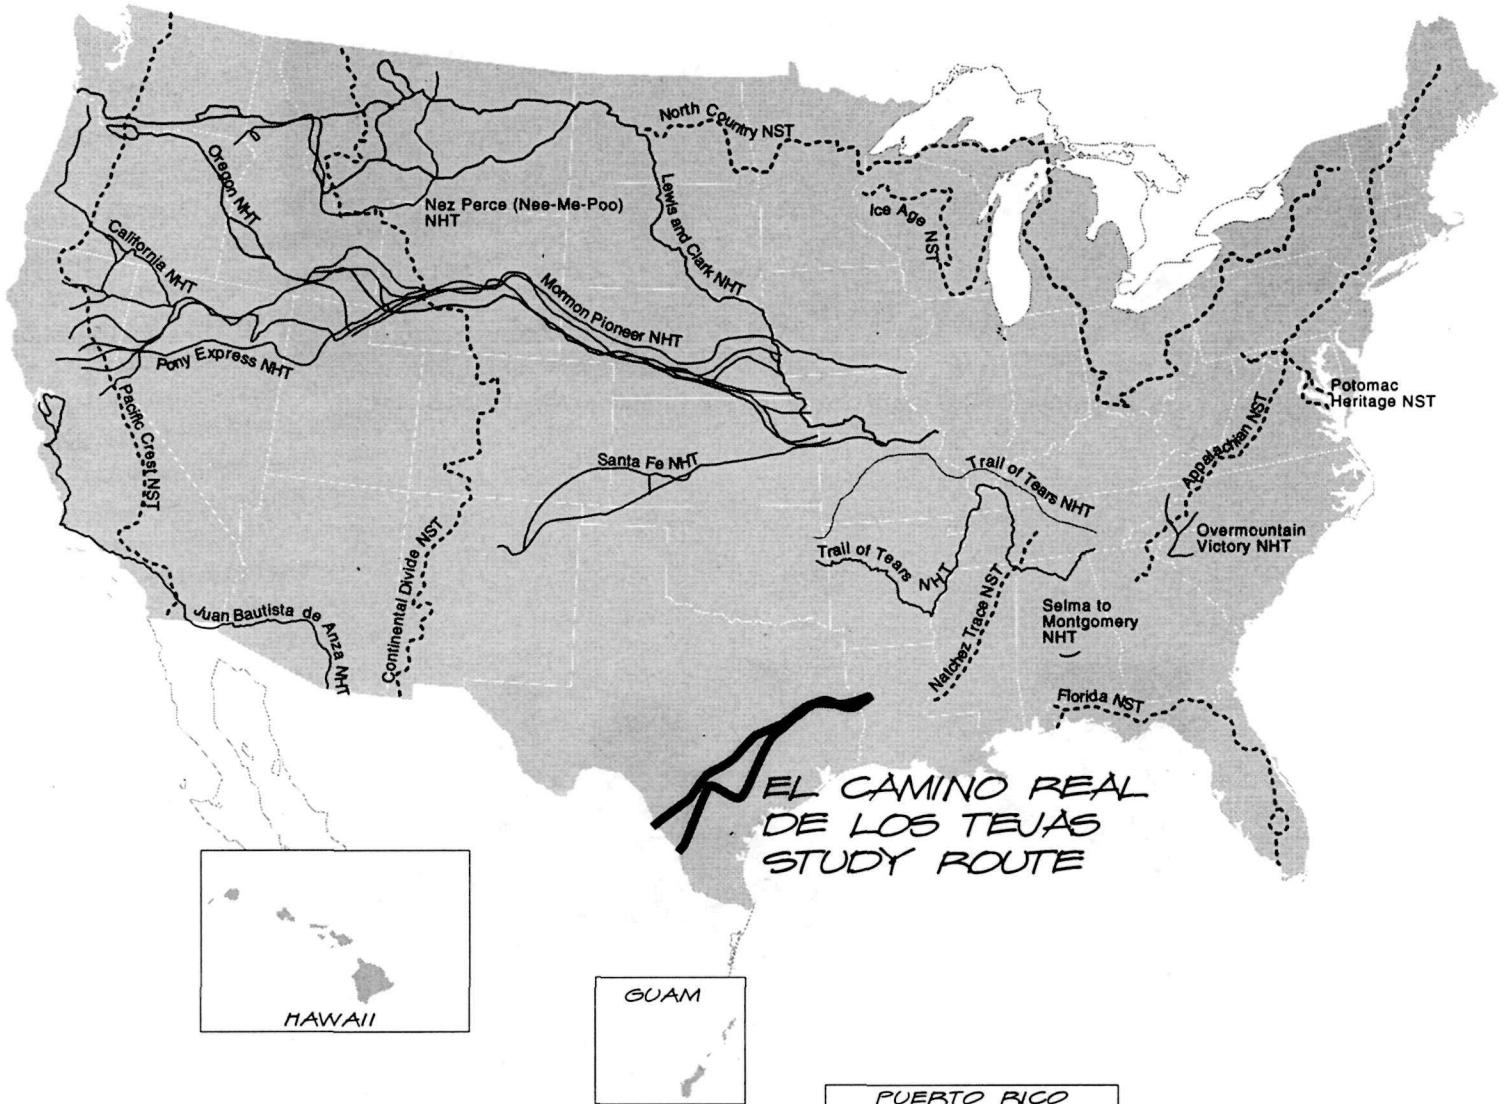 North Country NST
Oregon NHT
Nez Perce (Nee-Me-Poo)
NHT
Lewis and Clark NHT
Ice Age NST
California NHT
Mormon Pioneer NHT
Pony Express NHT
Potomac
Heritage NST
Pacific Crest NST
Appalachian NST
Santa Fe NHT
Trail of Tears NHT
Overmountain
Victory NHT
Trail of Tears NHT
Continental Divide NST
Natchez Trace NST
Selma to
Montgomery
NHT
Juan Bautista de Anza NHT
Florida NST
EL CAMINO REAL
DE LOS TEJAS
STUDY ROUTE
HAWAII
GUAM
PUERTO RICO